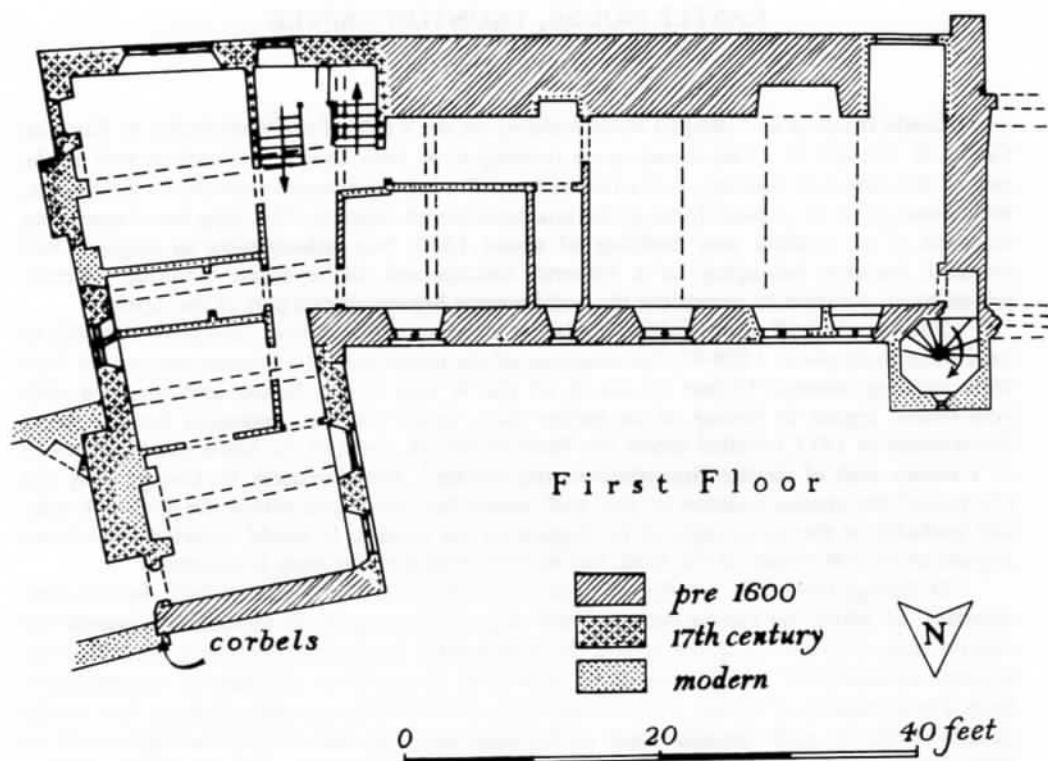 First Floor
pre 1600
17th century
modern
N
corbels
0 20 40 feet